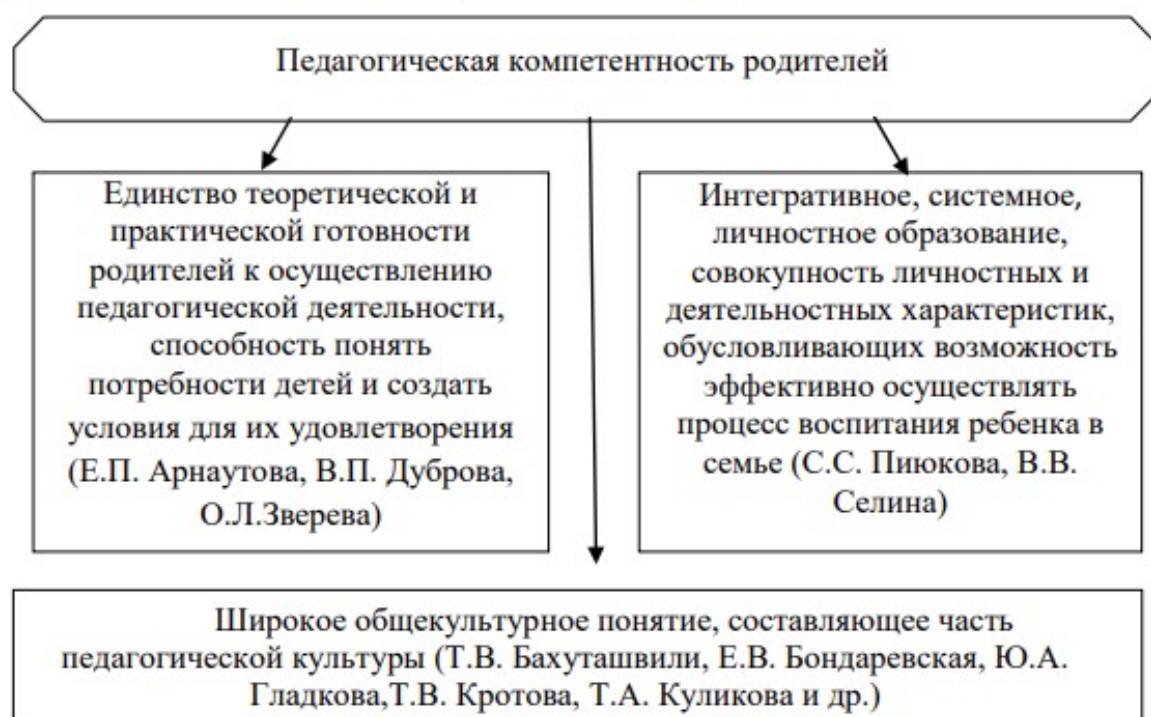 Педагогическая компетентность родителей
Единство теоретической и
практической готовности
родителей к осуществлению
педагогической деятельности,
способность понять
потребности детей и создать
условия для их удовлетворения
(Е.П. Арнаутова, В.П. Дуброва,
О.Л.Зверева)
Интегративное, системное,
личностное образование,
совокупность личностных и
деятельностных характеристик,
обусловливающих возможность
эффективно осуществлять
процесс воспитания ребенка в
семье (С.С. Пиюкова, В.В.
Селина)
Широкое общекультурное понятие, составляющее часть
педагогической культуры (Т.В. Бахуташвили, Е.В. Бондаревская, Ю.А.
Гладкова,Т.В. Кротова, Т.А. Куликова и др.)